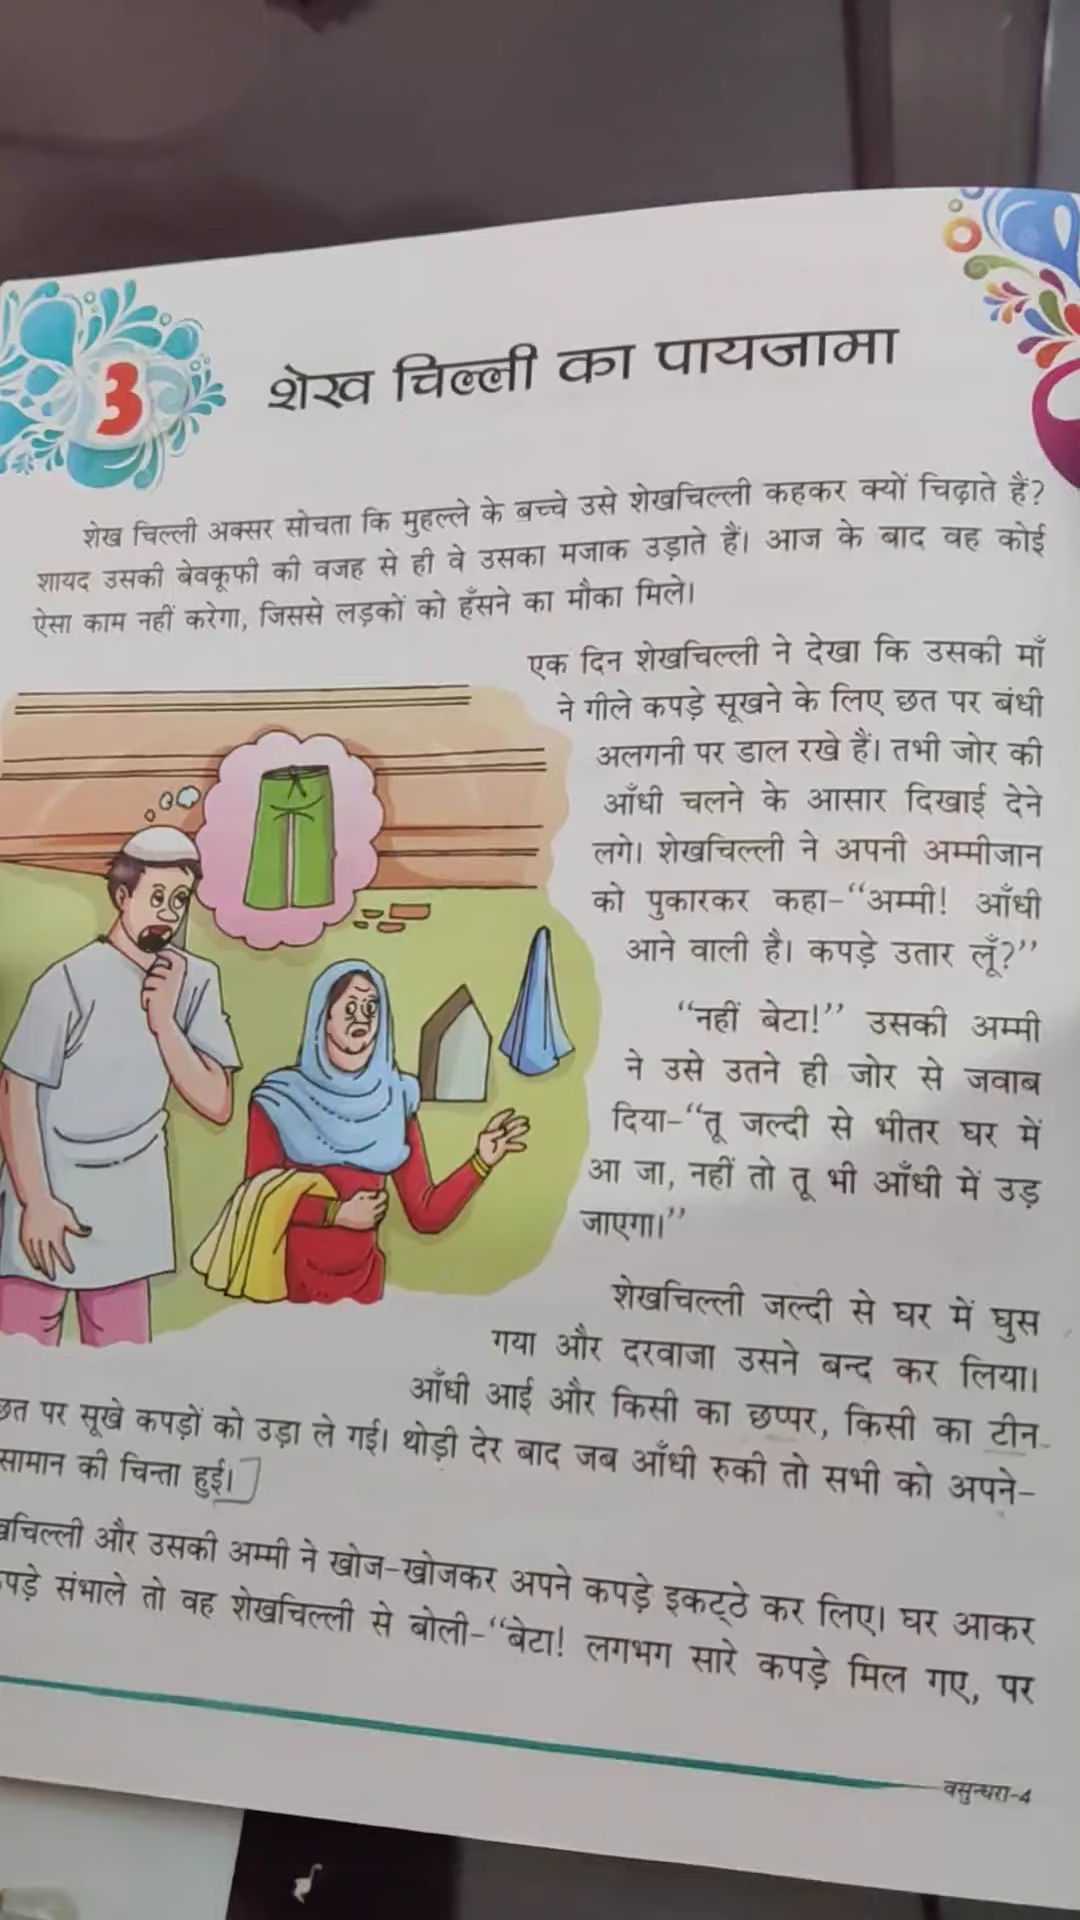 3
शेख चिल्ली का पायजामा
शेख चिल्ली अक्सर सोचता कि मुहल्ले के बच्चे उसे शेखचिल्ली कहकर क्यों चिढ़ाते हैं?
शायद उसकी बेवकूफी की वजह से ही वे उसका मजाक उड़ाते हैं। आज के बाद वह कोई
ऐसा काम नहीं करेगा, जिससे लड़कों को हँसने का मौका मिले।
एक दिन शेखचिल्ली ने देखा कि उसकी माँ
ने गीले कपड़े सूखने के लिए छत पर बंधी
अलगनी पर डाल रखे हैं। तभी जोर की
आँधी चलने के आसार दिखाई देने
लगे। शेखचिल्ली ने अपनी अम्मीजान
को पुकारकर कहा-“अम्मी! आँधी
आने वाली है। कपड़े उतार लूँ?”
“नहीं बेटा!” उसकी अम्मी
ने उसे उतने ही जोर से जवाब
दिया-“तू जल्दी से भीतर घर में
आ जा, नहीं तो तू भी आँधी में उड़
जाएगा।”
शेखचिल्ली जल्दी से घर में घुस
गया और दरवाजा उसने बन्द कर लिया।
आँधी आई और किसी का छप्पर, किसी का टीन
छत पर सूखे कपड़ों को उड़ा ले गई। थोड़ी देर बाद जब आँधी रुकी तो सभी को अपने-
सामान की चिन्ता हुई।
और उसकी अम्मी ने खोज-खोजकर अपने कपड़े इकट्ठे कर लिए। घर आकर
संभाले तो वह शेखचिल्ली से बोली-“बेटा! लगभग सारे कपड़े मिल गए, पर
वसुन्धरा-4